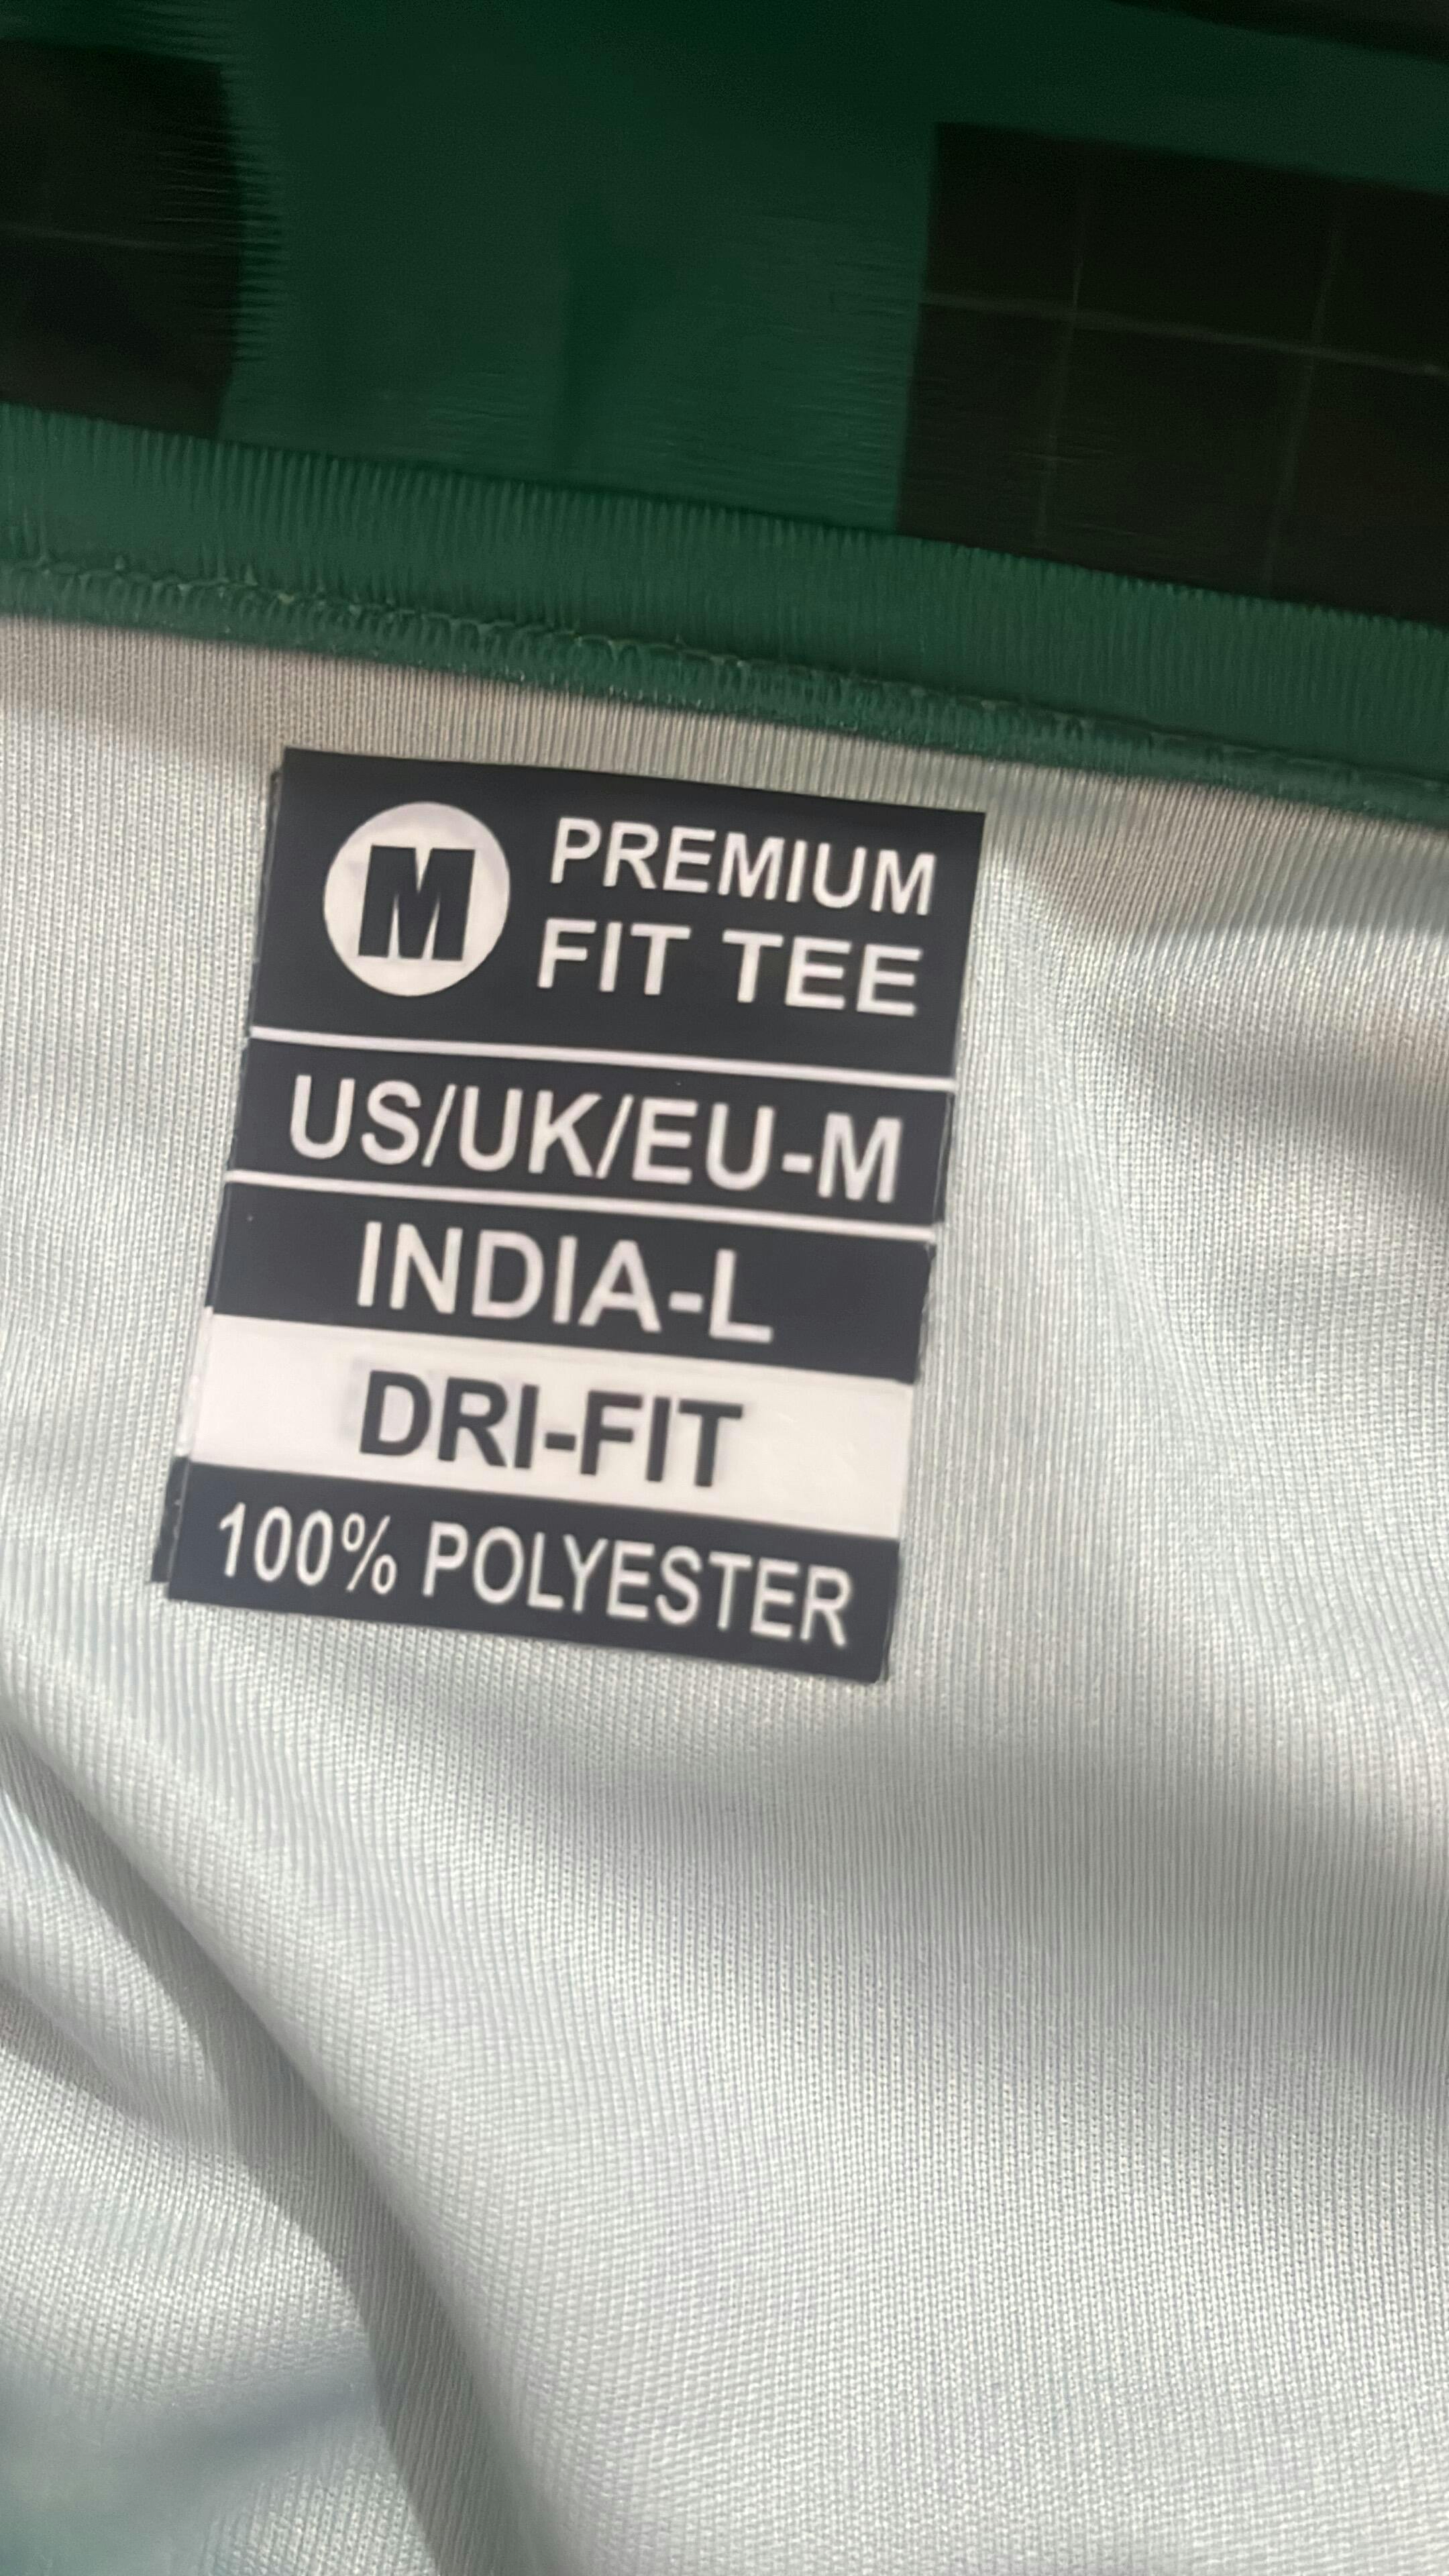 M PREMIUM
FIT TEE
US/UK/EU-M
INDIA-L
DRI-FIT
100% POLYESTER